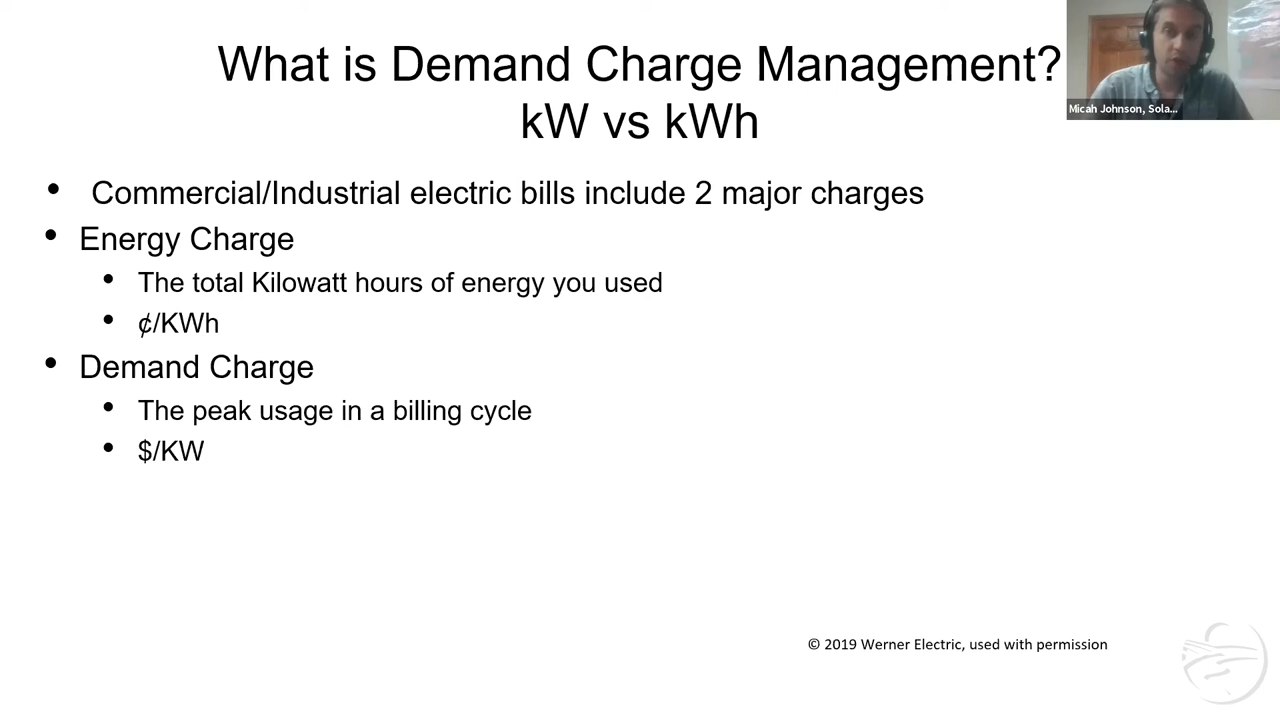 What is Demand Charge Management?
kW vs kWh
Micah Johnson, Sola...
• Commercial/Industrial electric bills include 2 major charges
• Energy Charge
• The total Kilowatt hours of energy you used
• ¢/KWh
• Demand Charge
• The peak usage in a billing cycle
• $/KW
© 2019 Werner Electric, used with permission